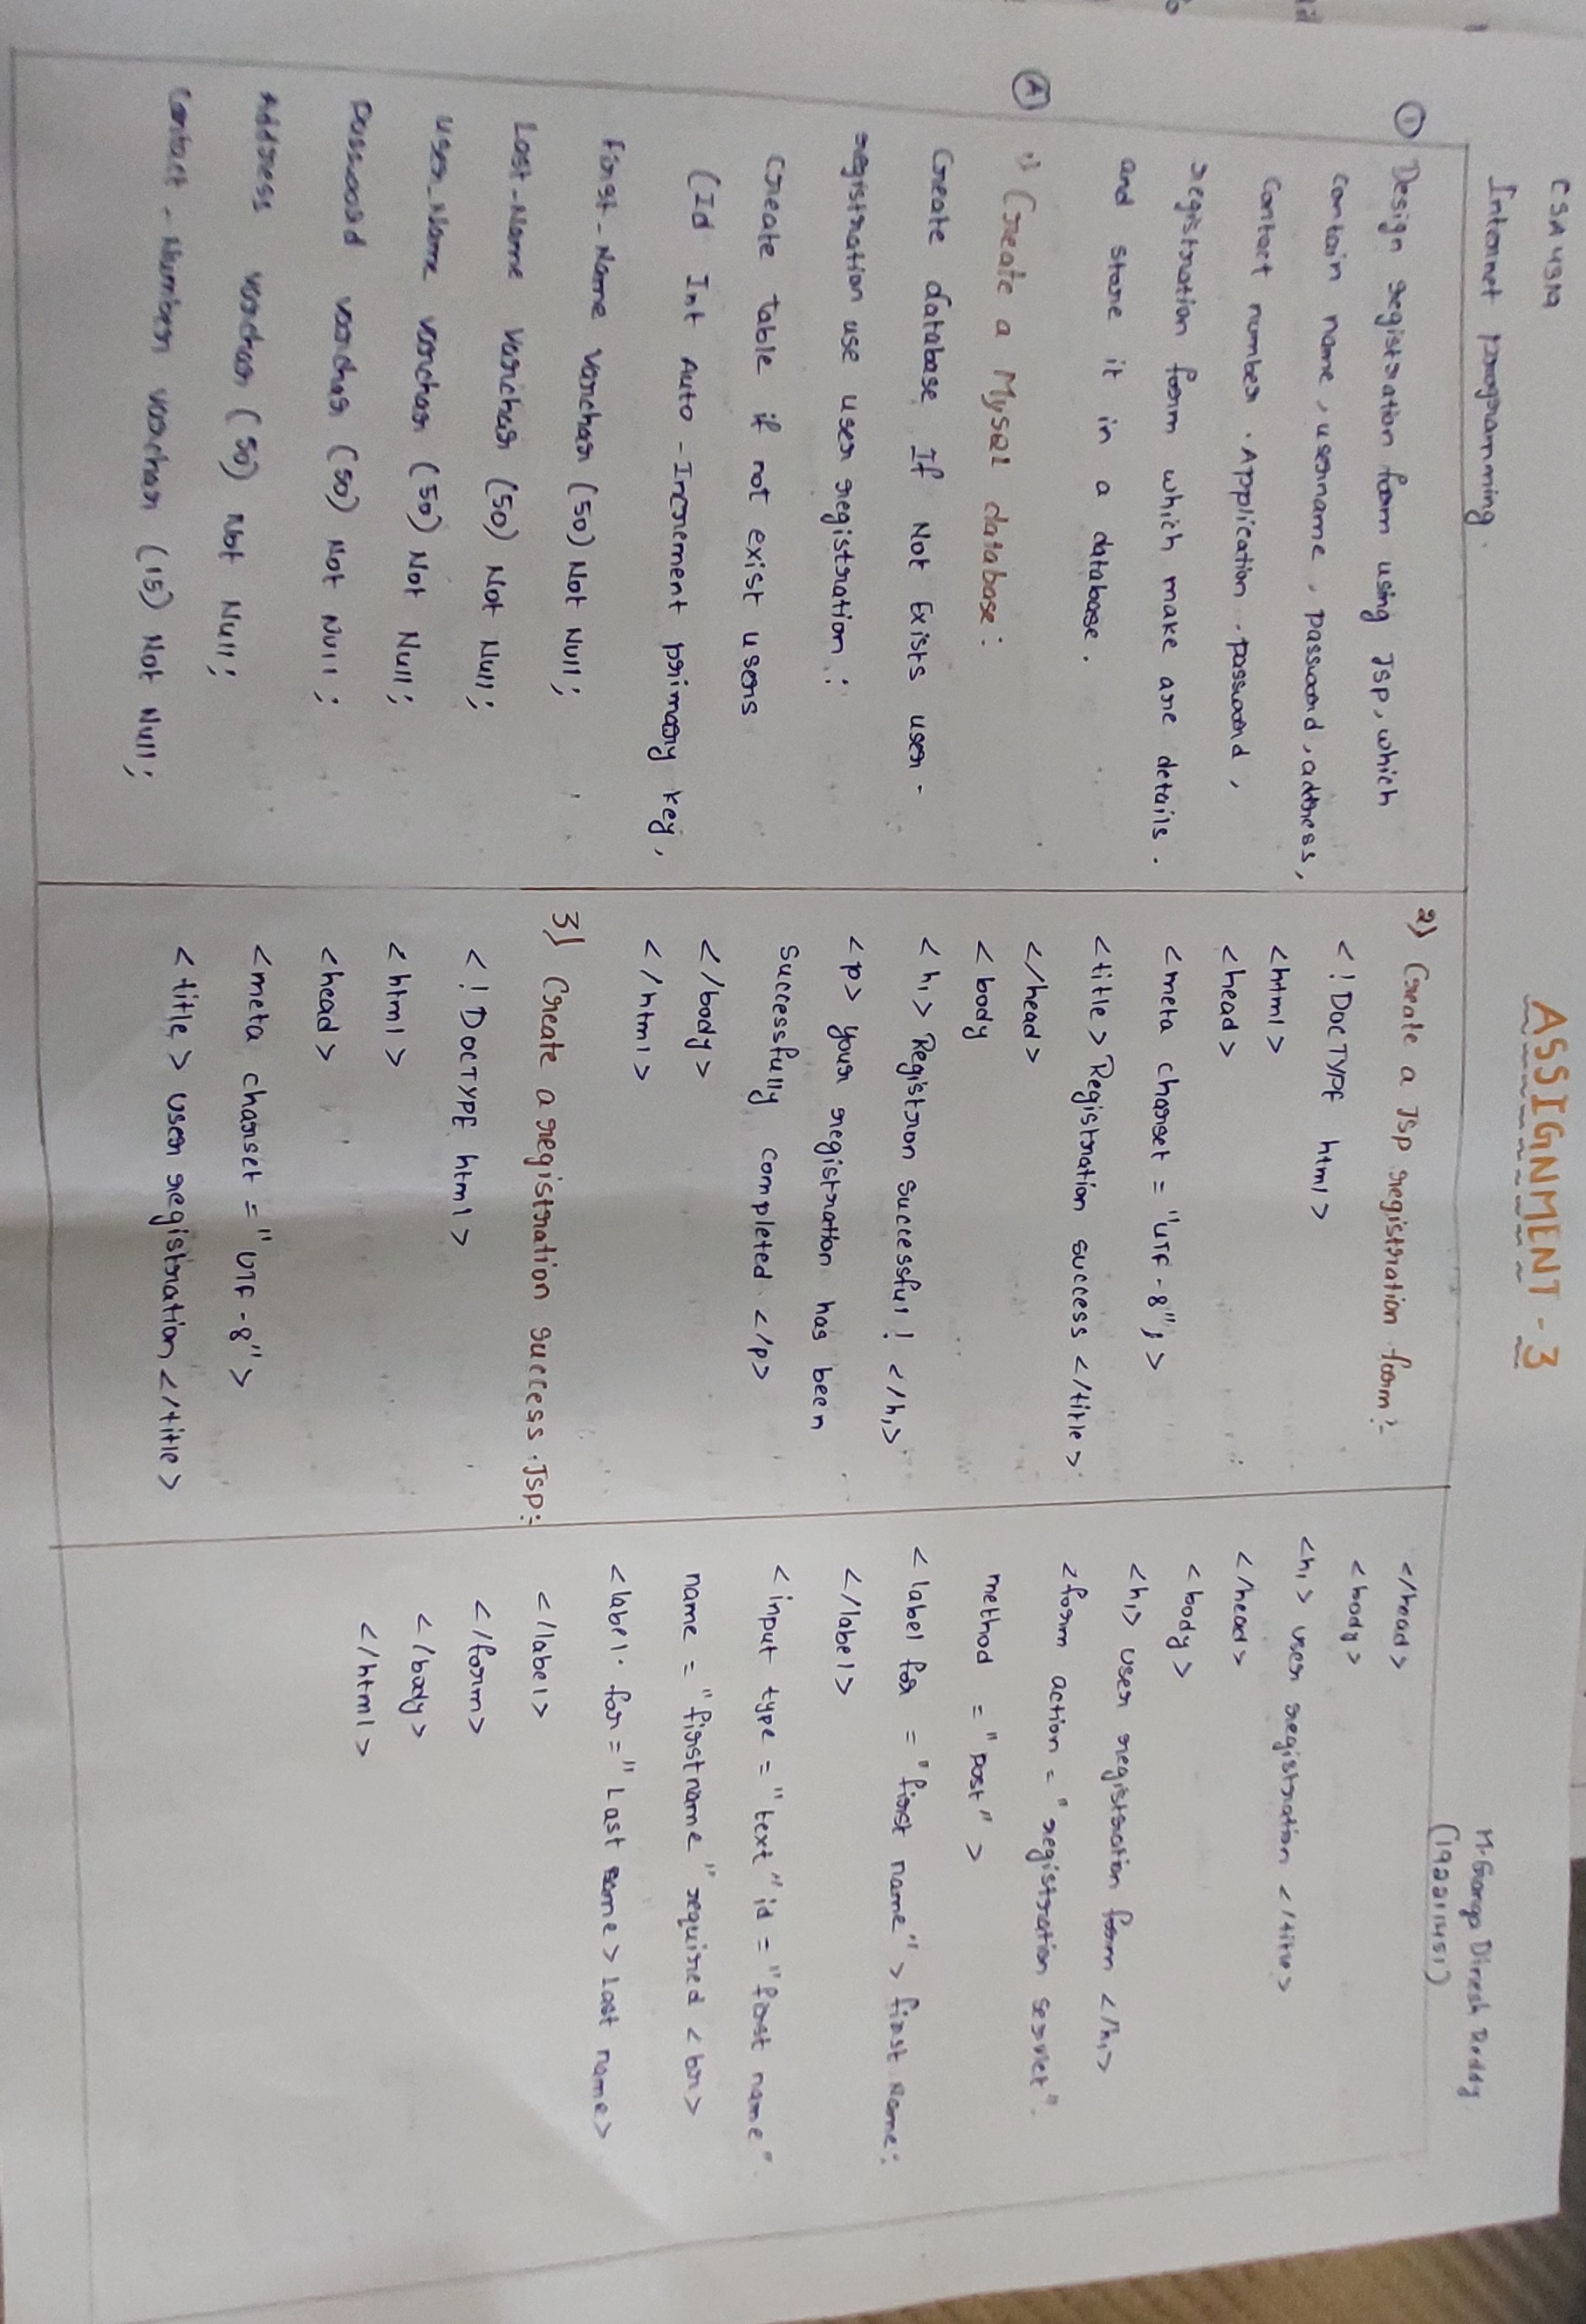 CSA 4319
Internet programming.
ASSIGNMENT - 3
M. Dinesh Reddy
(192211451)
① Design registration form using JSP, which
contain name, username, password, address,
contact number. Application. password,
registration form which make are details.
and store it in a database.
Ⓐ 1) Create a MySQL database:
Create database If Not Exists user-
registration use user registration:
Create table if not exist users
(Id Int Auto-Increment primary key,
First-Name varchar (50) Not Null;
Last-Name varchar (50) Not Null;
User-Name varchar (50) Not Null;
Password varchar (50) Not Null;
Address varchar (50) Not Null;
Contact-Number varchar (15) Not Null;
2) Create a JSP registration form:-
<!DOCTYPE html>
<html>
<head>
<meta charset = "UTF-8";>
<title> Registration success </title>
</head>
<body
<h1> Registron successful! </h1>
<p> your registration has been
successfully completed. </p>
</body>
</html>
3) Create a registration success.JSP:-
<!DOCTYPE html>
<html>
<head>
<meta charset = "UTF-8">
<title> user registration </title>
</head>
<body>
<h1> user registration </title>
</head>
<body>
<h1> user registration form </h1>
<form action = "registration servlet".
method = "post">
<label for = "first name"> first Name:
</label>
<input type = "text" id = "first name"
name = "firstname" required <br>
<label for = "Last name> Last name>
</label>
</form>
</body>
</html>